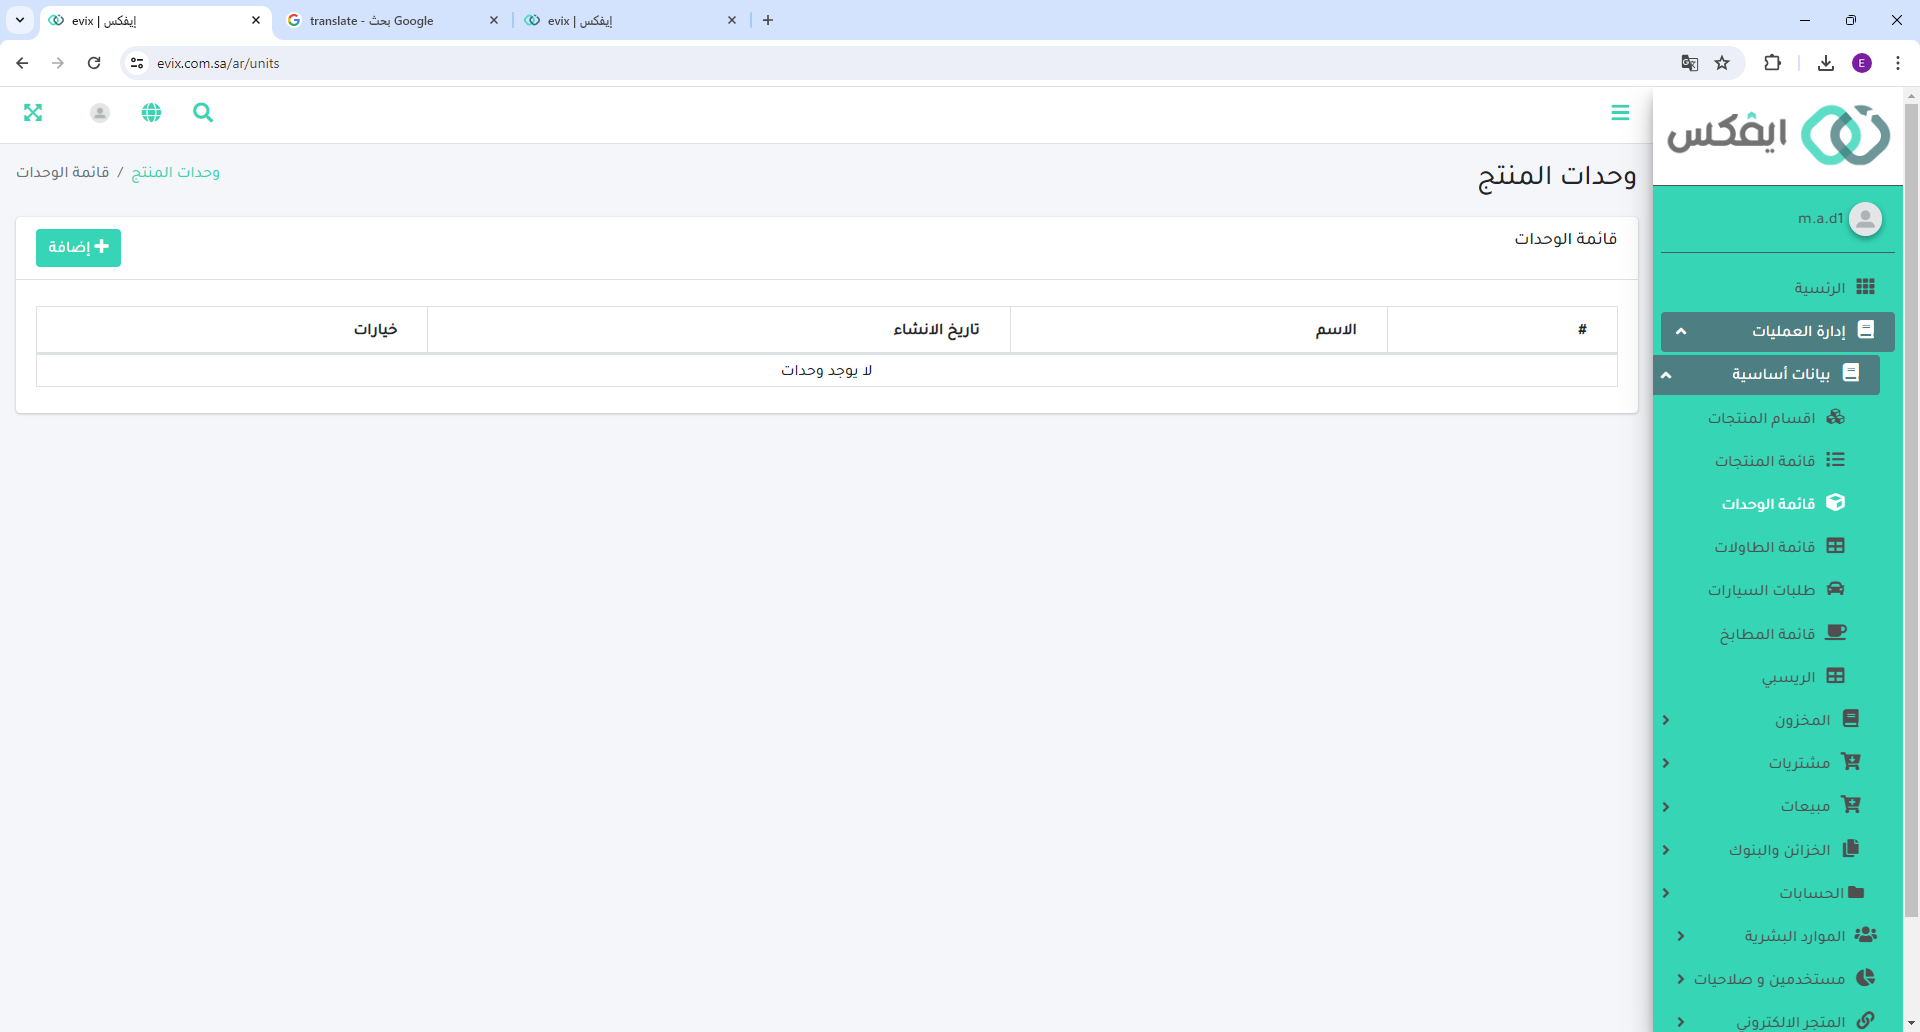 evix | إيفكس
translate - بحث Google
evix | إيفكس
evix.com.sa/ar/units
E
ايفكس
m.a.d1
الرئسية
إدارة العمليات
بيانات أساسية
اقسام المنتجات
قائمة المنتجات
قائمة الوحدات
قائمة الطاولات
طلبات السيارات
قائمة المطابخ
الريسبي
المخزون
مشتريات
مبيعات
الخزائن والبنوك
الحسابات
الموارد البشرية
مستخدمين و صلاحيات
المتجر الالكتروني
وحدات المنتج
وحدات المنتج / قائمة الوحدات
قائمة الوحدات
إضافة
# الاسم تاريخ الانشاء خيارات
لا يوجد وحدات